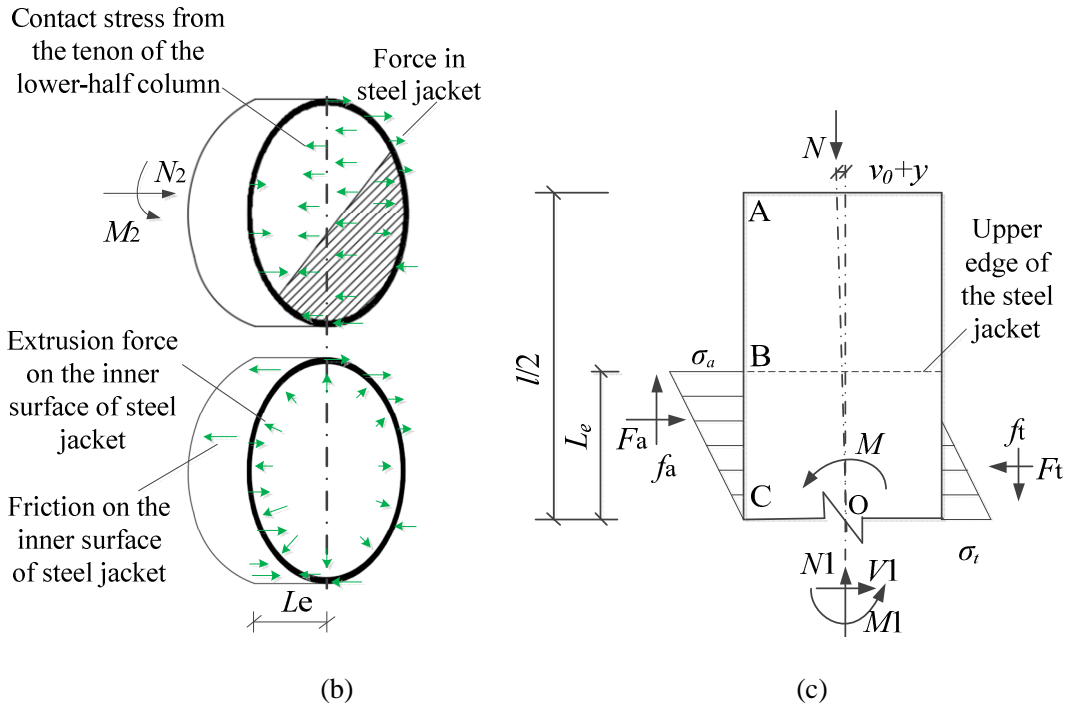 Contact stress from
the tenon of the
lower-half column
Force in
steel jacket
N2
M2
Extrusion force
on the inner
surface of steel
jacket
Friction on the
inner surface
of steel jacket
Le
(b)
N
v0+y
A
Upper
edge of
the steel
jacket
l/2
σa
B
Le
Fa
fa
M
ft
Ft
C
O
σt
N1
V1
M1
(c)